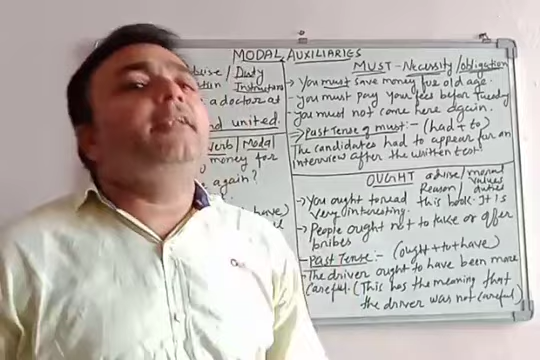 MODAL AUXILIARIES
Duty
Instructions
a doctor at
nd united.
Verb / Modal
money for
again?
have)
MUST - Necessity / obligation
→ You must save money for old age.
→ you must pay your fees before Tuesday
→ you must not come here again.
→ Past Tense of must :- (had + to)
The candidates had to appear for an
interview after the written test.
OUGHT advise / moral
Reason / values
duties
→ You ought to read this book. It is
very interesting.
→ People ought not to take or offer
bribes
→ Past Tense :- (ought + to + have)
→ The driver ought to have been more
careful. (This has the meaning that
the driver was not careful)